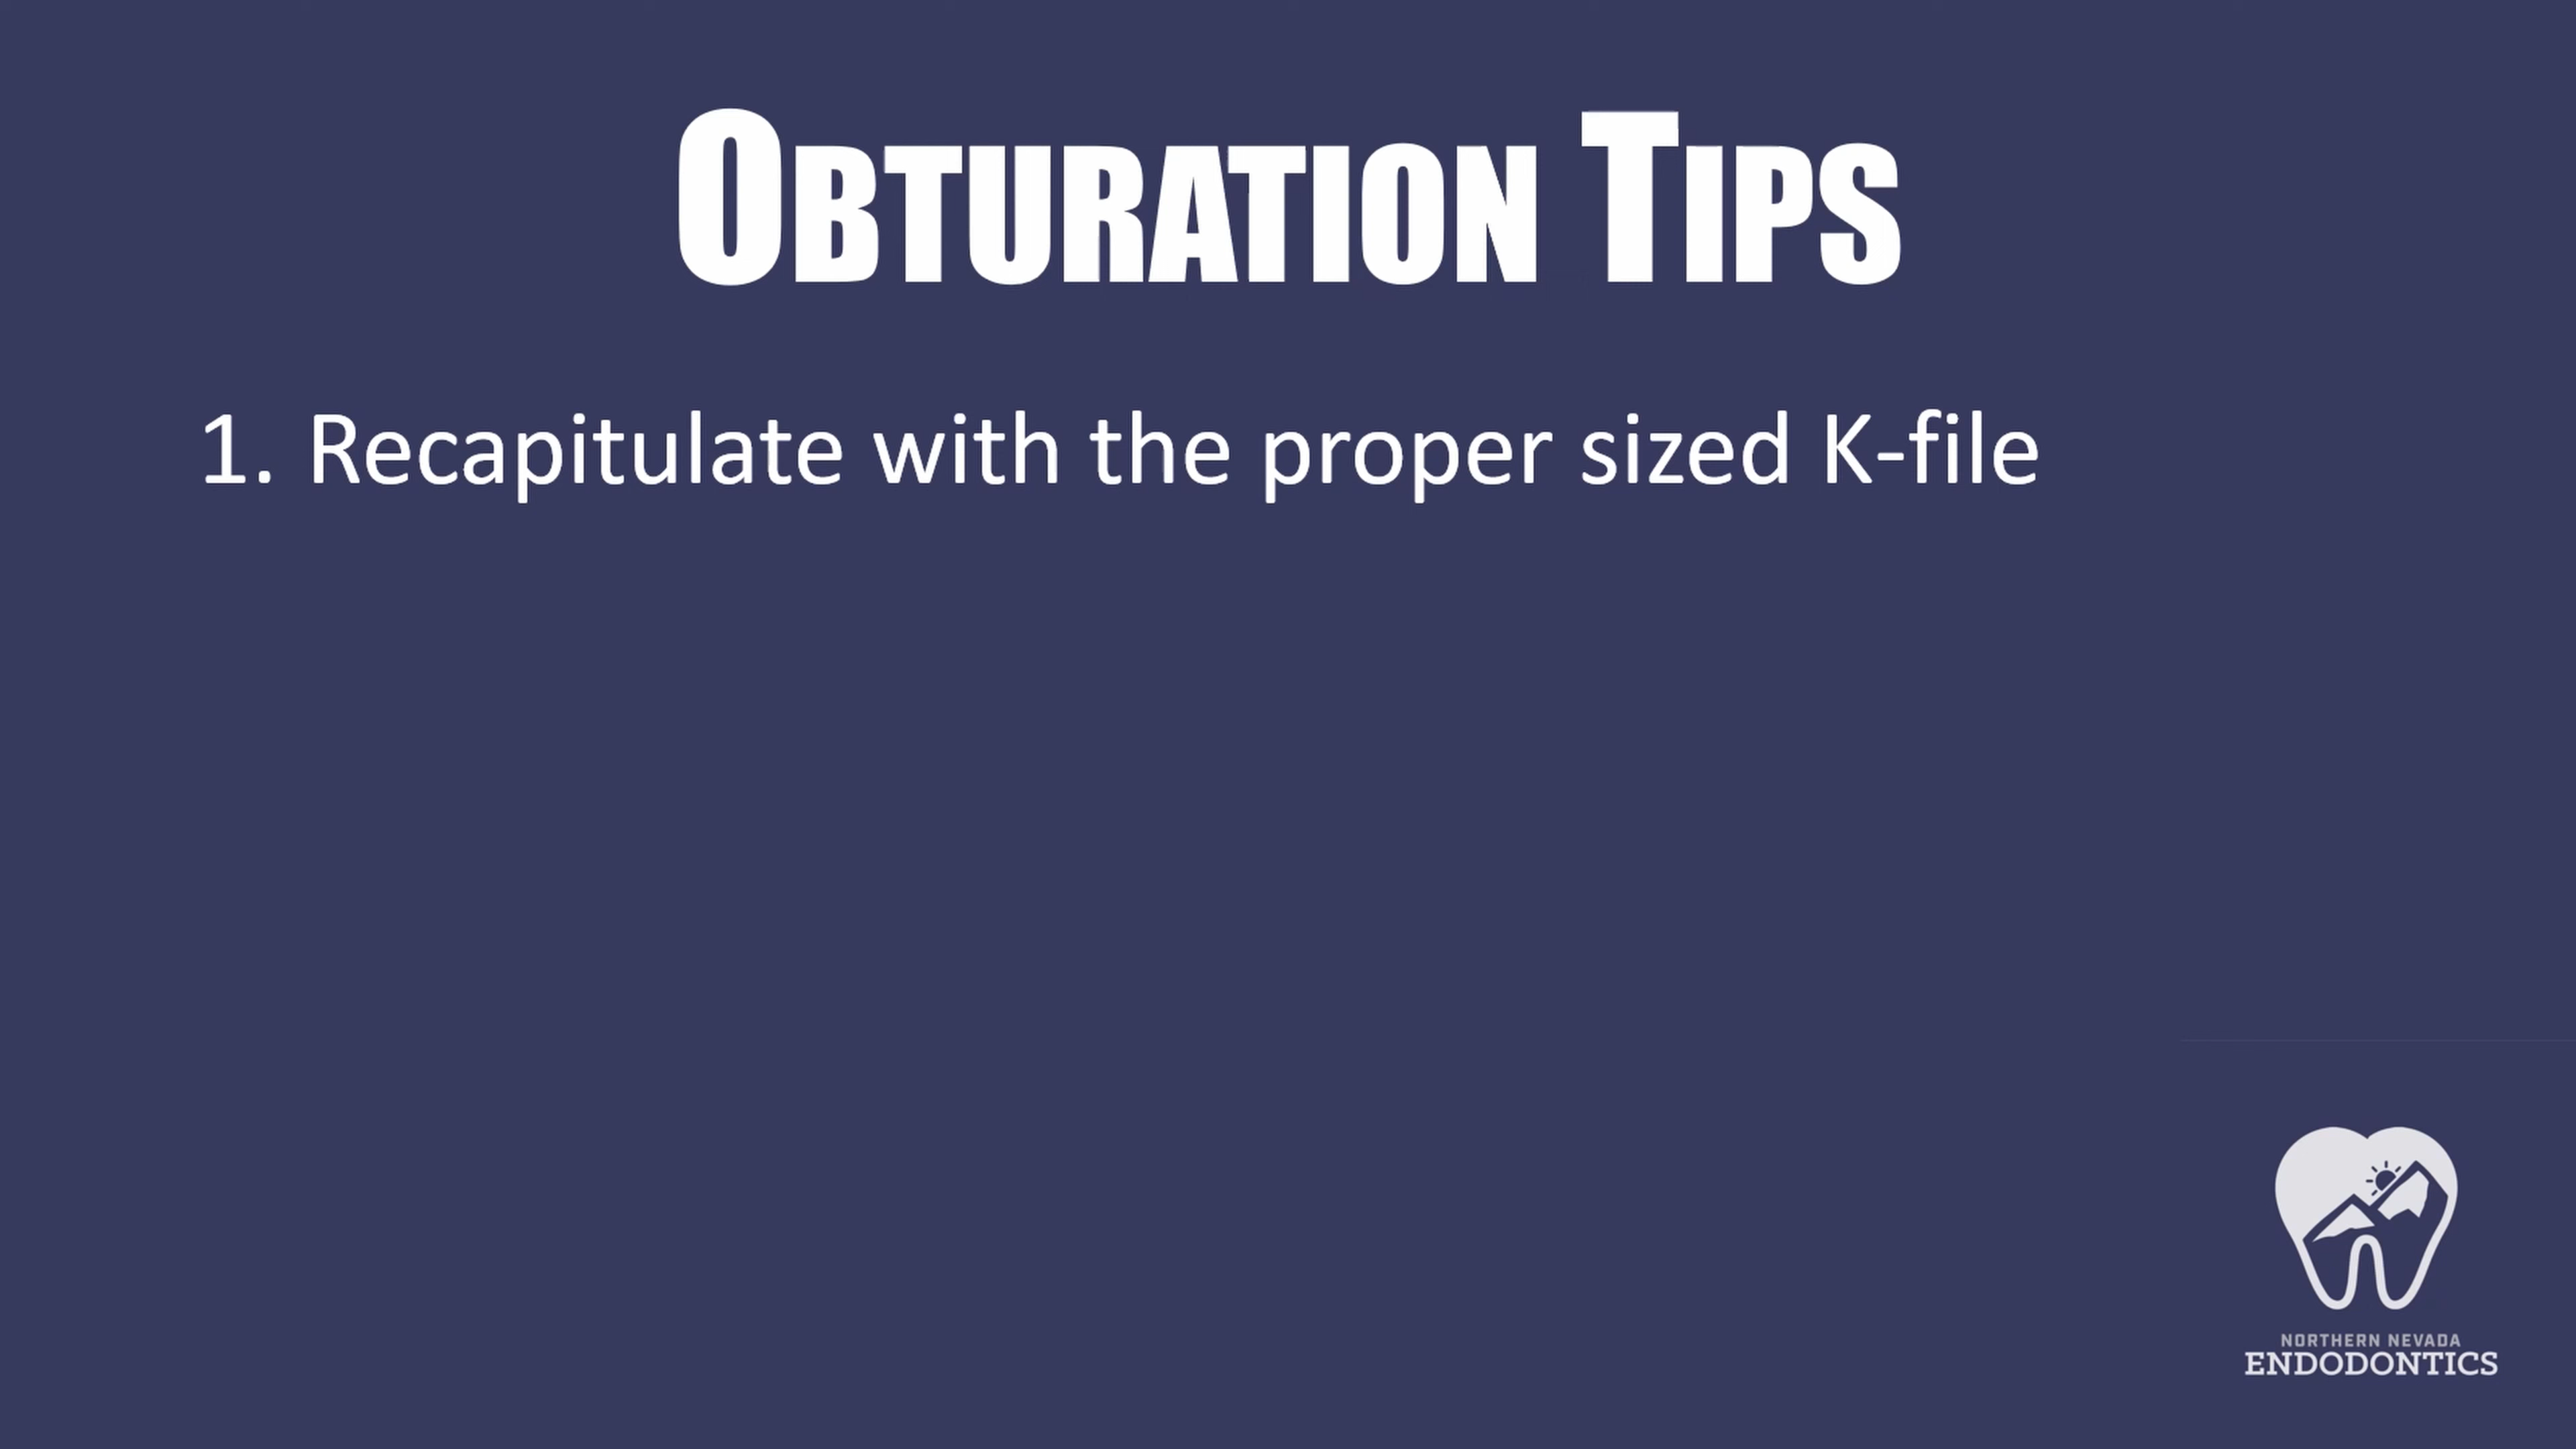 OBTURATION TIPS
1. Recapitulate with the proper sized K-file
NORTHERN NEVADA
ENDODONTICS